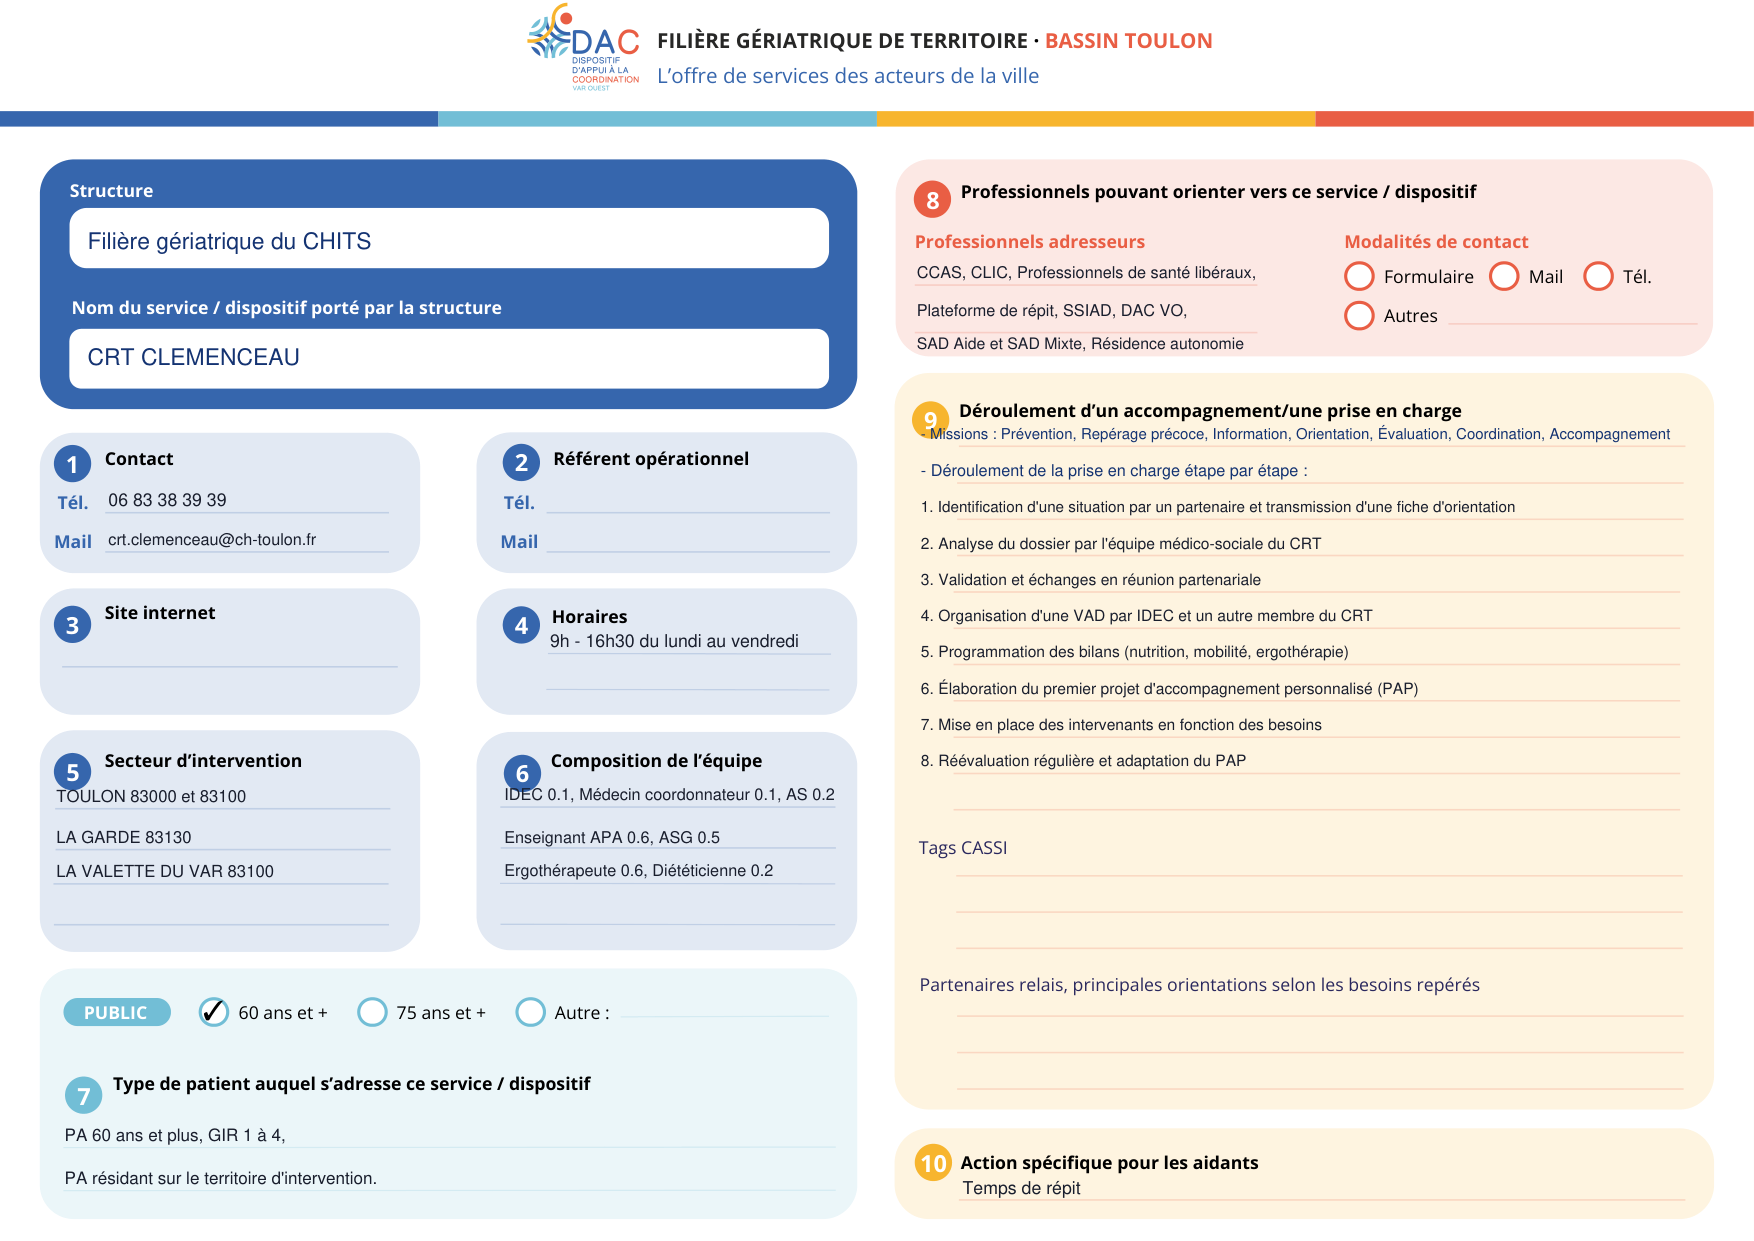 DAC
DISPOSITIF
D'APPUI À LA
COORDINATION
VAR OUEST
FILIÈRE GÉRIATRIQUE DE TERRITOIRE · BASSIN TOULON
L'offre de services des acteurs de la ville
Structure
Filière gériatrique du CHITS
Nom du service / dispositif porté par la structure
CRT CLEMENCEAU
1 Contact
Tél. 06 83 38 39 39
Mail crt.clemenceau@ch-toulon.fr
2 Référent opérationnel
Tél.
Mail
3 Site internet
4 Horaires
9h - 16h30 du lundi au vendredi
5 Secteur d'intervention
TOULON 83000 et 83100
LA GARDE 83130
LA VALETTE DU VAR 83100
6 Composition de l'équipe
IDEC 0.1, Médecin coordonnateur 0.1, AS 0.2
Enseignant APA 0.6, ASG 0.5
Ergothérapeute 0.6, Diététicienne 0.2
PUBLIC ✓ 60 ans et + 75 ans et + Autre :
7 Type de patient auquel s'adresse ce service / dispositif
PA 60 ans et plus, GIR 1 à 4,
PA résidant sur le territoire d'intervention.
8 Professionnels pouvant orienter vers ce service / dispositif
Professionnels adresseurs
CCAS, CLIC, Professionnels de santé libéraux,
Plateforme de répit, SSIAD, DAC VO,
SAD Aide et SAD Mixte, Résidence autonomie
Modalités de contact
Formulaire Mail Tél.
Autres
9 Déroulement d'un accompagnement/une prise en charge
- Missions : Prévention, Repérage précoce, Information, Orientation, Évaluation, Coordination, Accompagnement
- Déroulement de la prise en charge étape par étape :
1. Identification d'une situation par un partenaire et transmission d'une fiche d'orientation
2. Analyse du dossier par l'équipe médico-sociale du CRT
3. Validation et échanges en réunion partenariale
4. Organisation d'une VAD par IDEC et un autre membre du CRT
5. Programmation des bilans (nutrition, mobilité, ergothérapie)
6. Élaboration du premier projet d'accompagnement personnalisé (PAP)
7. Mise en place des intervenants en fonction des besoins
8. Réévaluation régulière et adaptation du PAP
Tags CASSI
Partenaires relais, principales orientations selon les besoins repérés
10 Action spécifique pour les aidants
Temps de répit